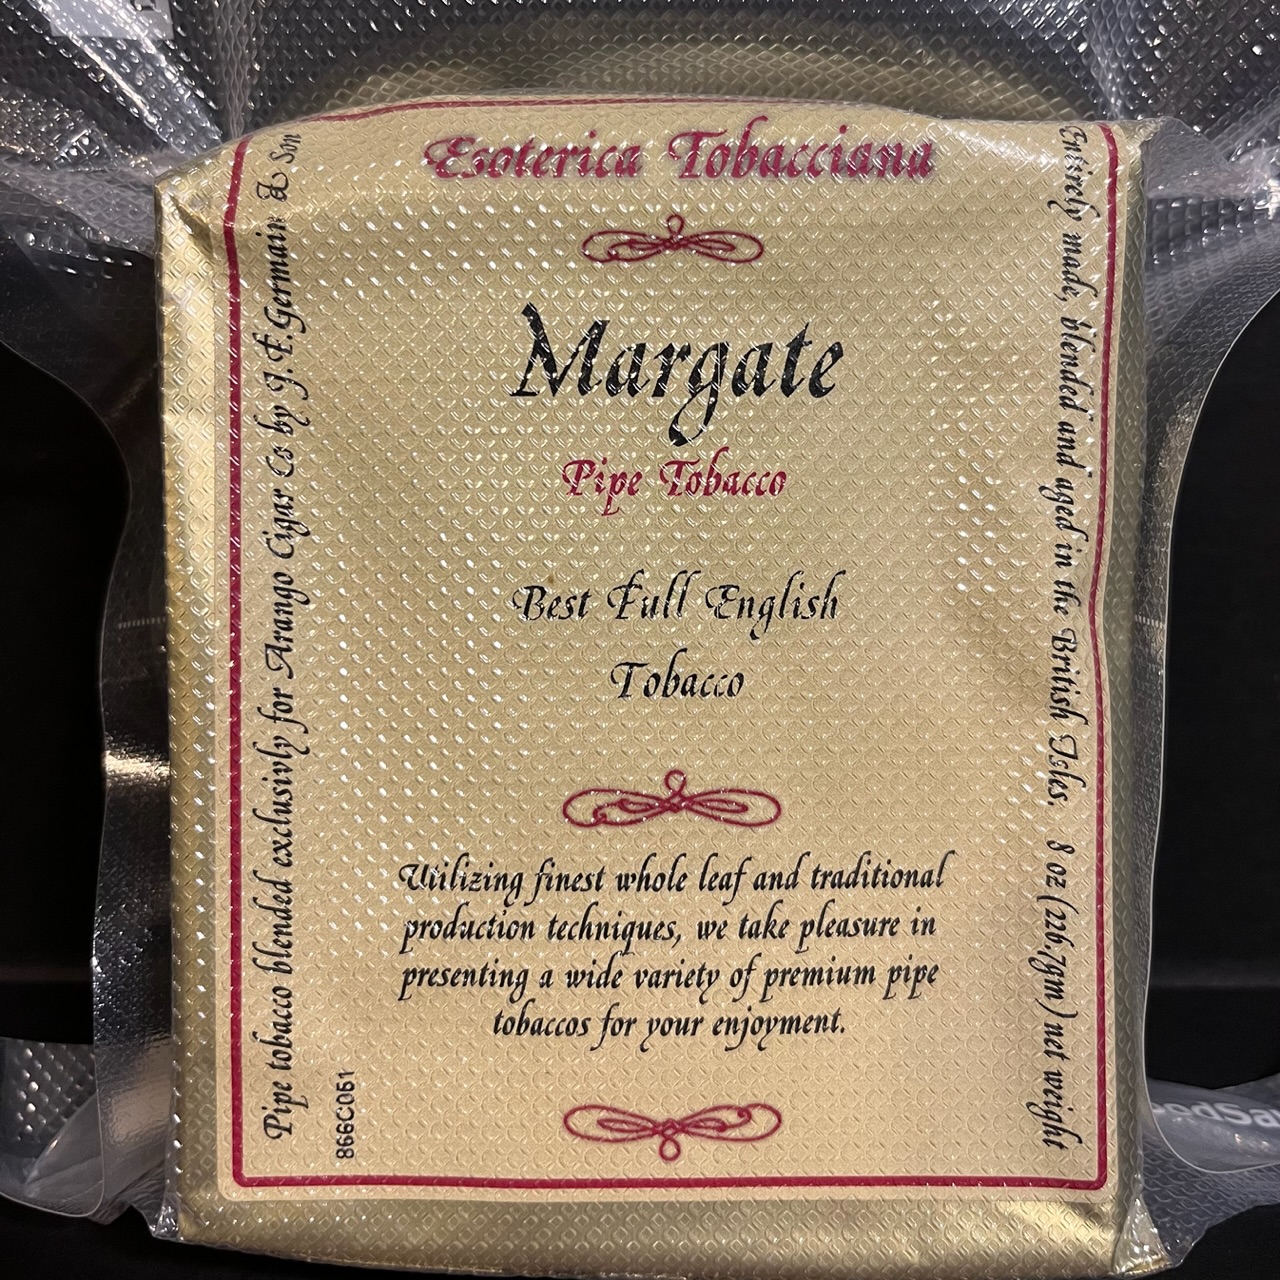 Esoterica Tobacciana
Margate
Pipe Tobacco
Best Full English
Tobacco
Utilizing finest whole leaf and traditional
production techniques, we take pleasure in
presenting a wide variety of premium pipe
tobaccos for your enjoyment.
Pipe tobacco blended exclusivly for Arango Cigar Co by J.F.Germain & Son
Entirely made, blended and aged in the British Isles, 8 oz (226,7gm) net weight
866C061